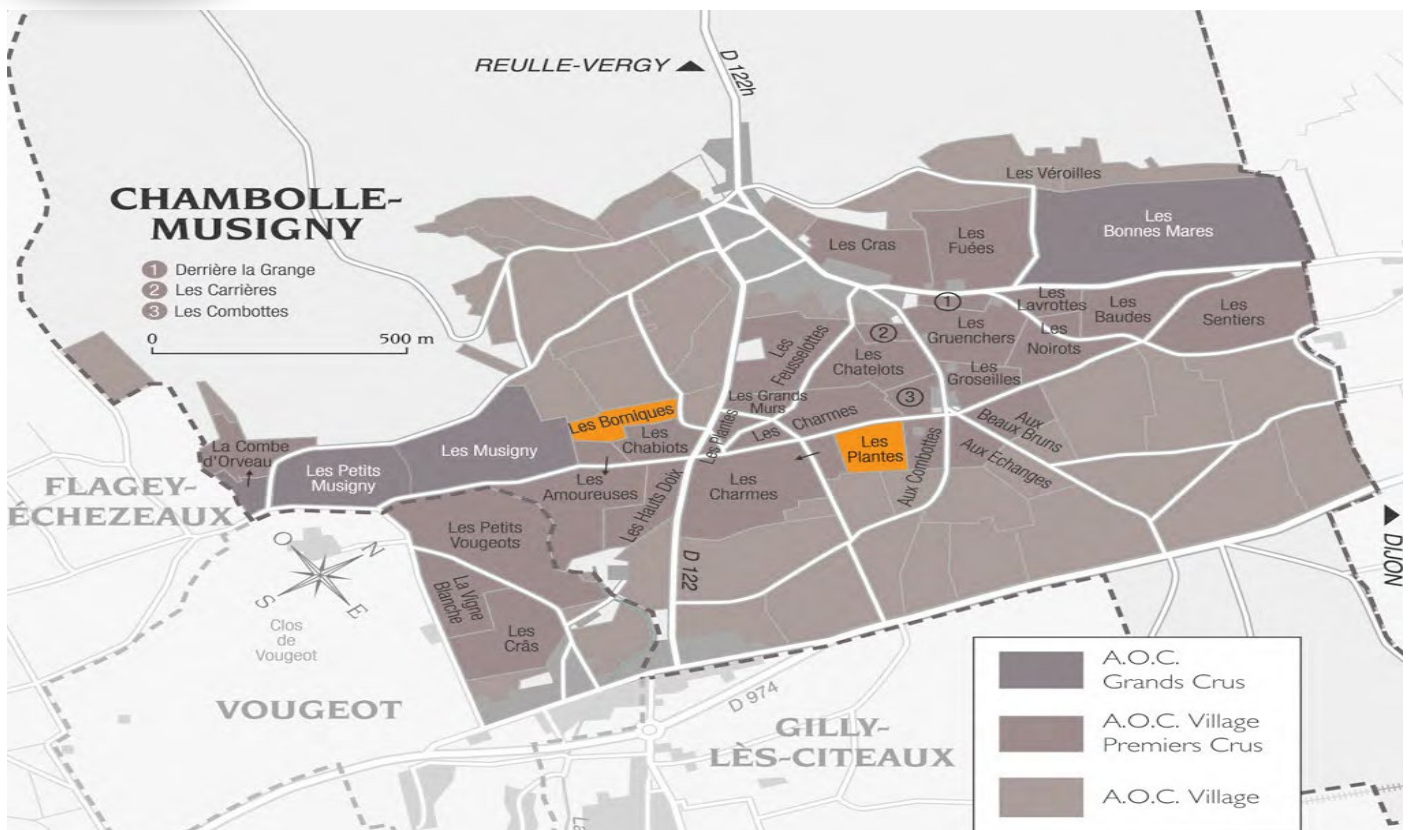 REULLE-VERGY
D 122h
CHAMBOLLE-
MUSIGNY
1 Derrière la Grange
2 Les Carrières
3 Les Combottes
0 500 m
Les Véroilles
Les
Bonnes Mares
Les Cras
Les
Fuées
1
Les
Lavrottes
Les
Baudes
Les
Sentiers
2
Les
Gruenchers
Les
Noirots
Les
Feusselottes
Les
Chatelots
Les
Groseilles
Les Grands
Murs
3
Les Borniques
Les
Chabiots
Les Plantes
Les Charmes
Les
Plantes
Aux Combottes
Aux
Beaux Bruns
Aux Echanges
La Combe
d'Orveau
Les Petits
Musigny
Les Musigny
Les
Amoureuses
Les Hauts Doix
Les
Charmes
FLAGEY-
ÉCHEZEAUX
O
N
S
E
Les Petits
Vougeots
La Vigne
Blanche
Les
Crâs
D 122
DIJON
Clos
de
Vougeot
VOUGEOT
D 974
GILLY-
LÈS-CITEAUX
A.O.C.
Grands Crus
A.O.C. Village
Premiers Crus
A.O.C. Village